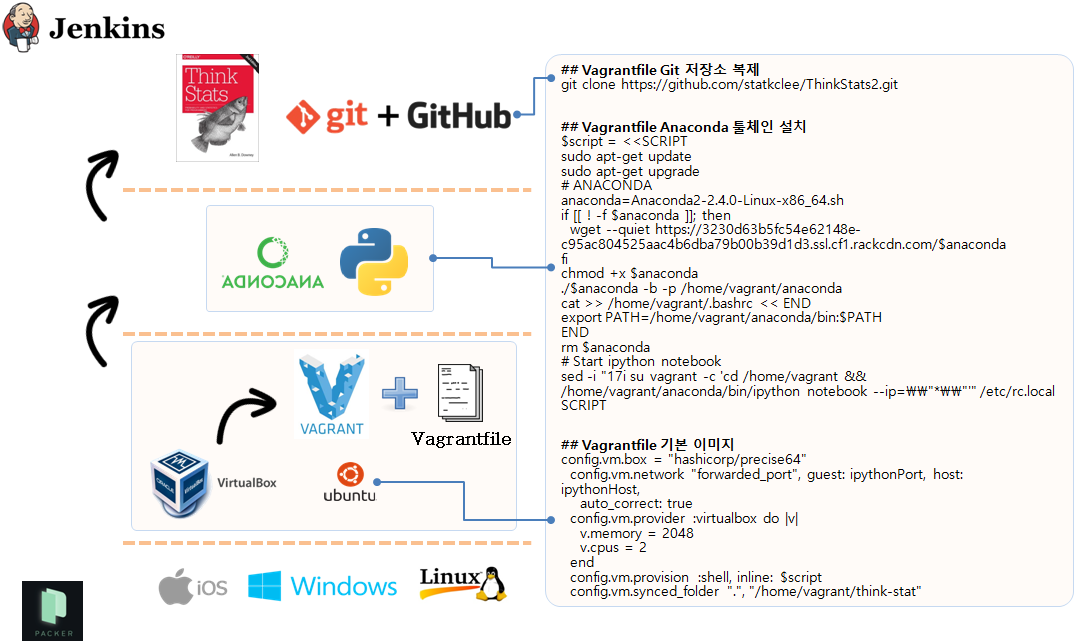 Jenkins
O'REILLY
Think
Stats
Allen B. Downey
git + GitHub
ANACONDA
VAGRANT
Vagrantfile
ORACLE
VirtualBox
VirtualBox
ubuntu
iOS
Windows
Linux
PACKER
## Vagrantfile Git 저장소 복제
git clone https://github.com/statkclee/ThinkStats2.git
## Vagrantfile Anaconda 툴체인 설치
$script = <<SCRIPT
sudo apt-get update
sudo apt-get upgrade
# ANACONDA
anaconda=Anaconda2-2.4.0-Linux-x86_64.sh
if [[ ! -f $anaconda ]]; then
wget --quiet https://3230d63b5fc54e62148e-
c95ac804525aac4b6dba79b00b39d1d3.ssl.cf1.rackcdn.com/$anaconda
fi
chmod +x $anaconda
./$anaconda -b -p /home/vagrant/anaconda
cat >> /home/vagrant/.bashrc << END
export PATH=/home/vagrant/anaconda/bin:$PATH
END
rm $anaconda
# Start ipython notebook
sed -i "17i su vagrant -c 'cd /home/vagrant &&
/home/vagrant/anaconda/bin/ipython notebook --ip=₩₩"*₩₩"'" /etc/rc.local
SCRIPT
## Vagrantfile 기본 이미지
config.vm.box = "hashicorp/precise64"
config.vm.network "forwarded_port", guest: ipythonPort, host:
ipythonHost,
auto_correct: true
config.vm.provider :virtualbox do |v|
v.memory = 2048
v.cpus = 2
end
config.vm.provision :shell, inline: $script
config.vm.synced_folder ".", "/home/vagrant/think-stat"